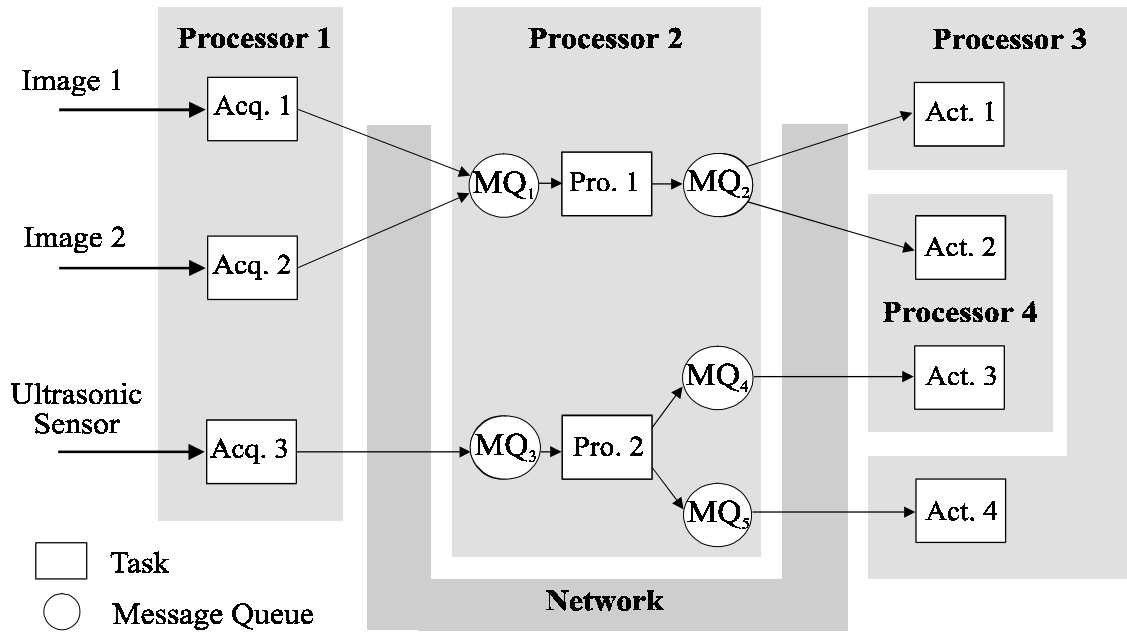 Processor 1
Processor 2
Processor 3
Image 1
Acq. 1
Act. 1
MQ1
Pro. 1
MQ2
Image 2
Acq. 2
Act. 2
Processor 4
Ultrasonic
Sensor
Acq. 3
MQ3
Pro. 2
MQ4
Act. 3
MQ5
Act. 4
Task
Message Queue
Network